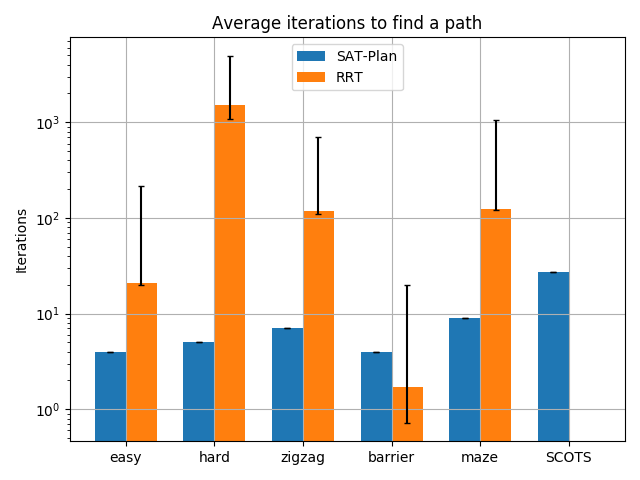 Average iterations to find a path
SAT-Plan
RRT
Iterations
10³
10²
10¹
10⁰
easy hard zigzag barrier maze SCOTS